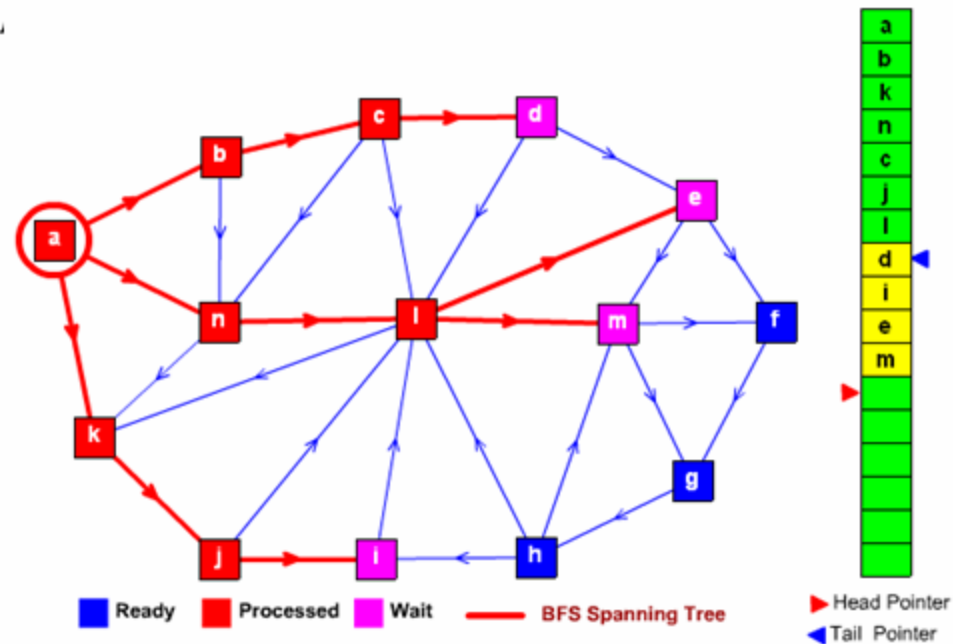 a
b
k
n
c
j
l
d
i
e
m
c
d
b
e
a
n
l
m
f
k
g
j
i
h
Ready
Processed
Wait
BFS Spanning Tree
Head Pointer
Tail Pointer